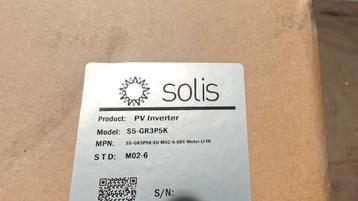 solis
Product: PV Inverter
Model: S5-GR3P5K
MPN: S5-GR3P5K-EU-M02-6-SDC-Meter-LI-FN
STD: M02-6
S/N: